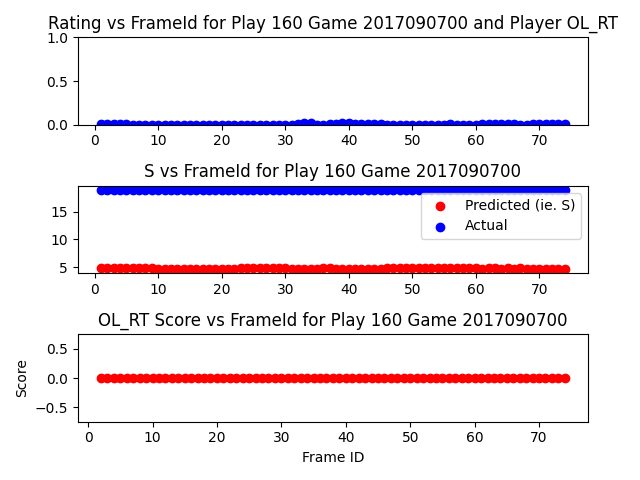 Rating vs FrameId for Play 160 Game 2017090700 and Player OL_RT
1.0
0.5
0.0
0 10 20 30 40 50 60 70
S vs FrameId for Play 160 Game 2017090700
15
10
5
Predicted (ie. S)
Actual
0 10 20 30 40 50 60 70
OL_RT Score vs FrameId for Play 160 Game 2017090700
Score
0.5
0.0
−0.5
0 10 20 30 40 50 60 70
Frame ID